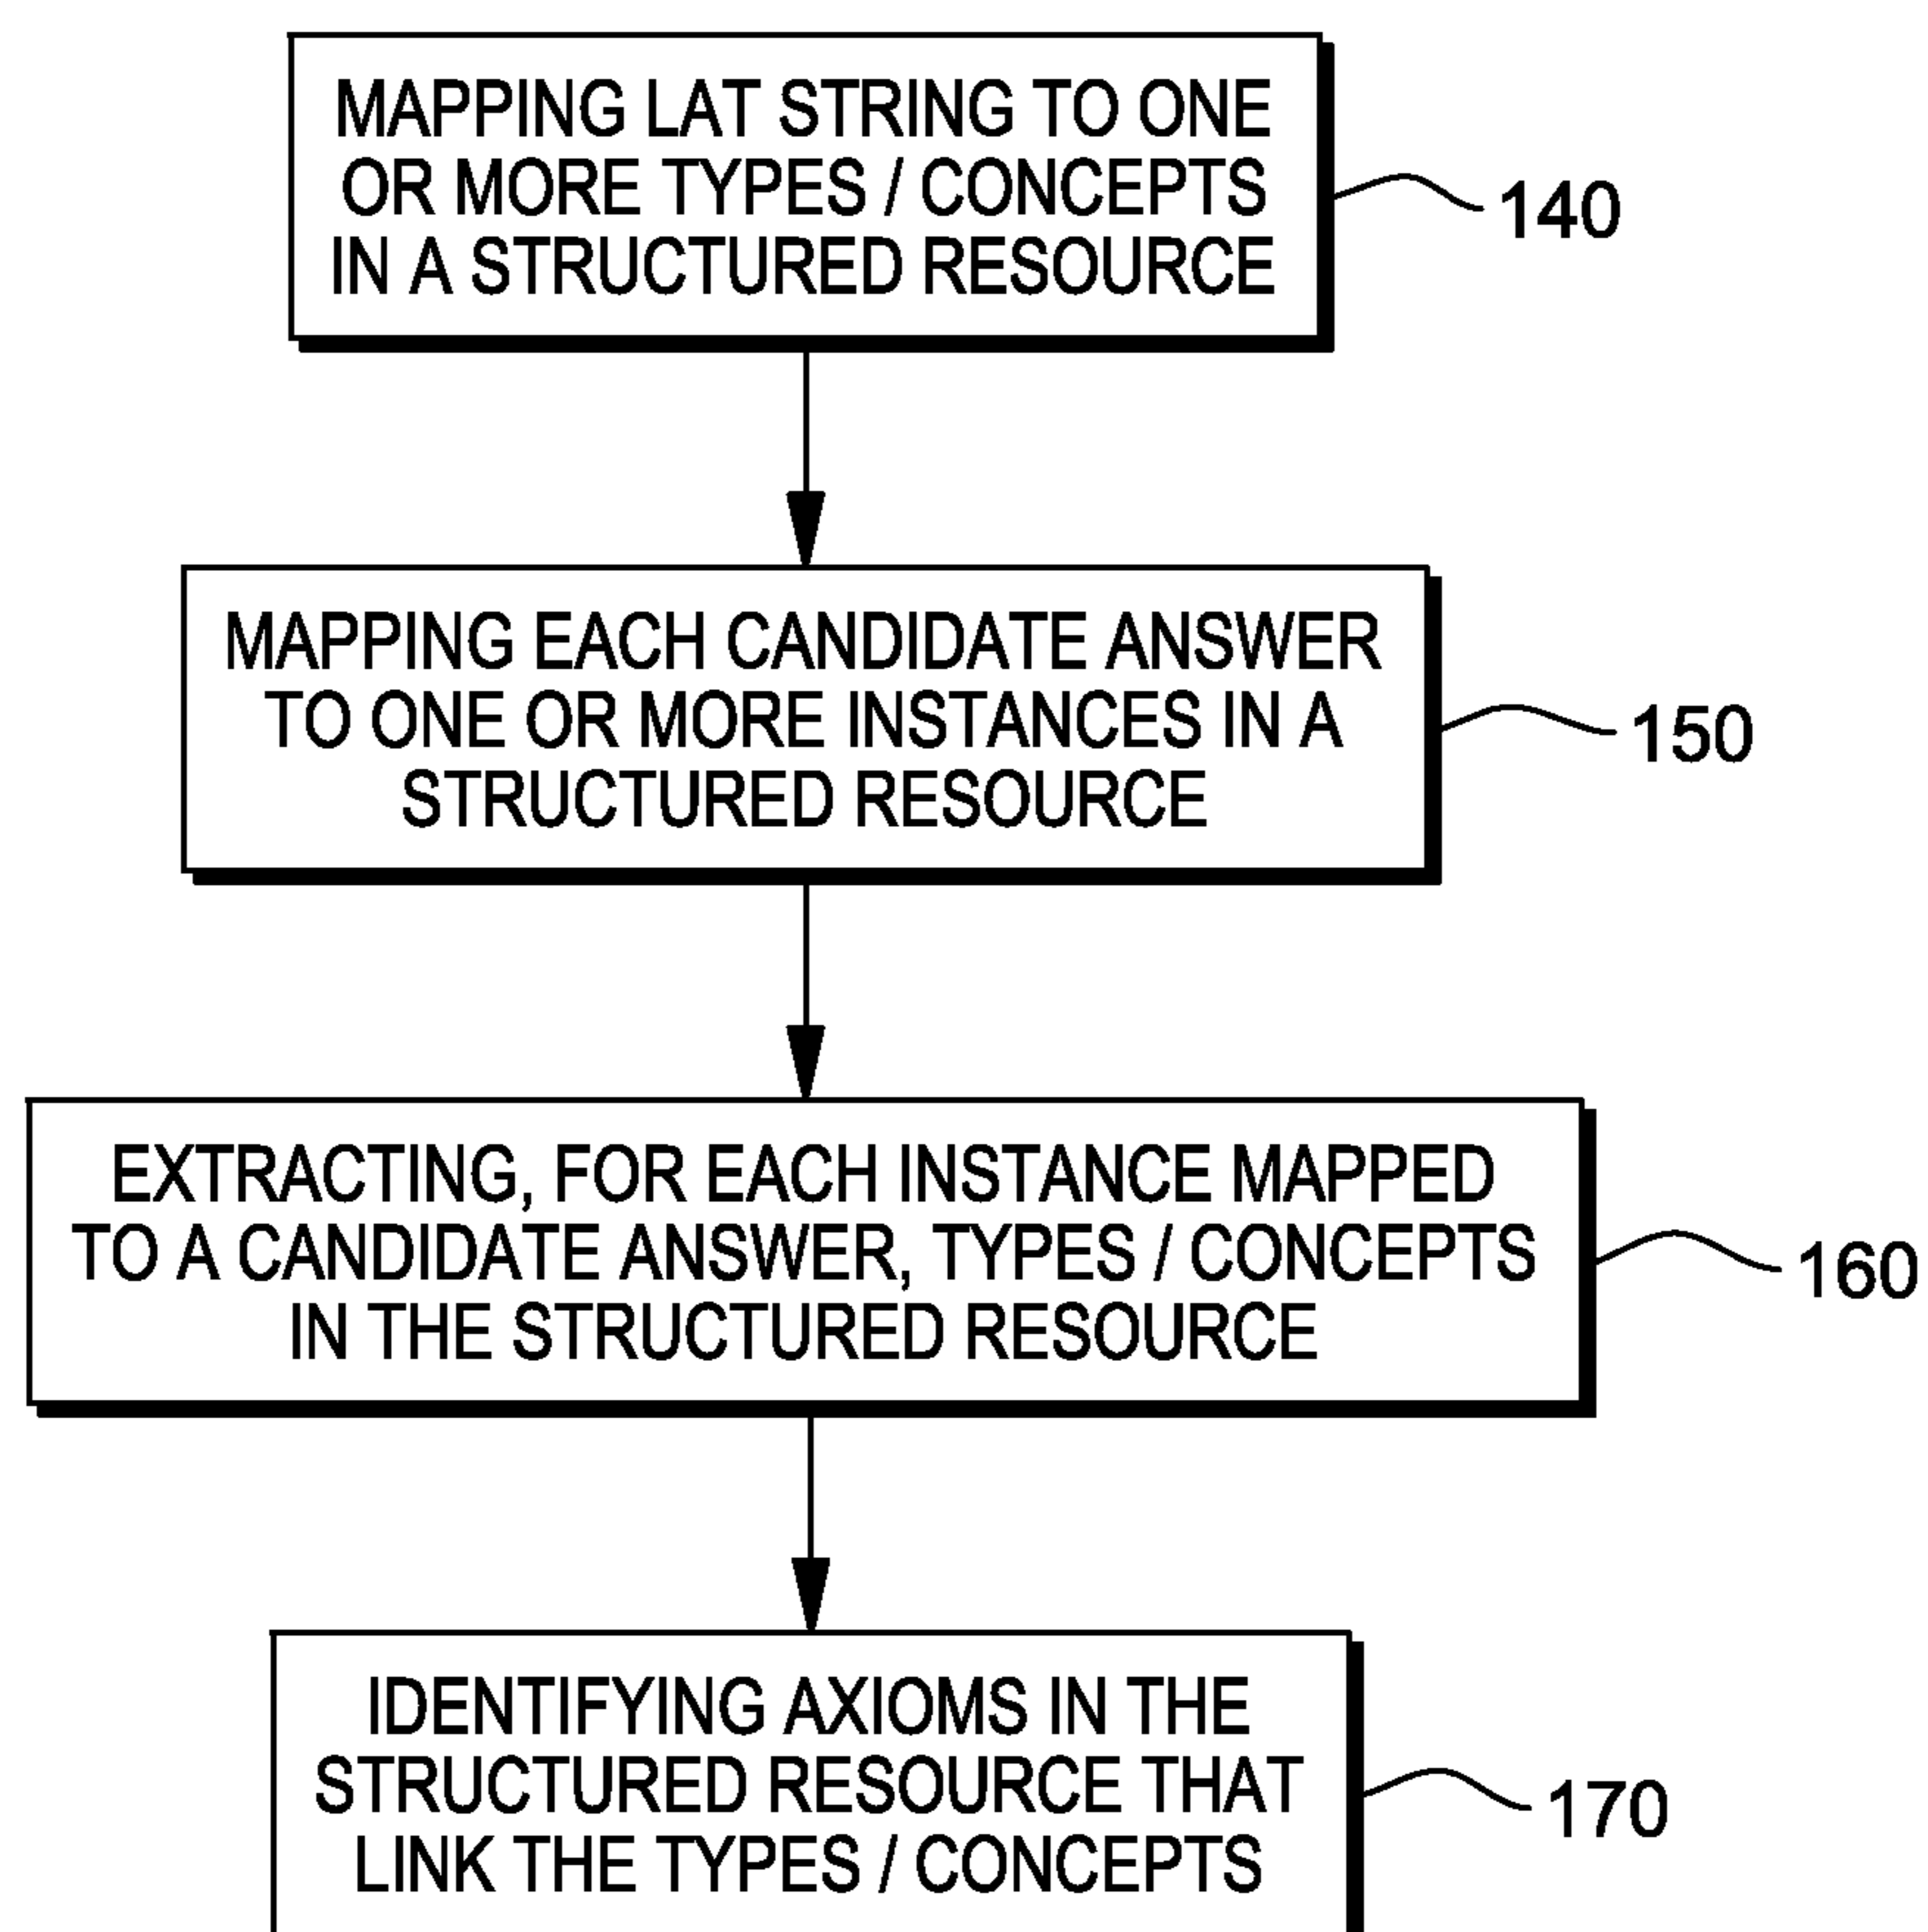 MAPPING LAT STRING TO ONE
OR MORE TYPES / CONCEPTS
IN A STRUCTURED RESOURCE
140
MAPPING EACH CANDIDATE ANSWER
TO ONE OR MORE INSTANCES IN A
STRUCTURED RESOURCE
150
EXTRACTING, FOR EACH INSTANCE MAPPED
TO A CANDIDATE ANSWER, TYPES / CONCEPTS
IN THE STRUCTURED RESOURCE
160
IDENTIFYING AXIOMS IN THE
STRUCTURED RESOURCE THAT
LINK THE TYPES / CONCEPTS
170